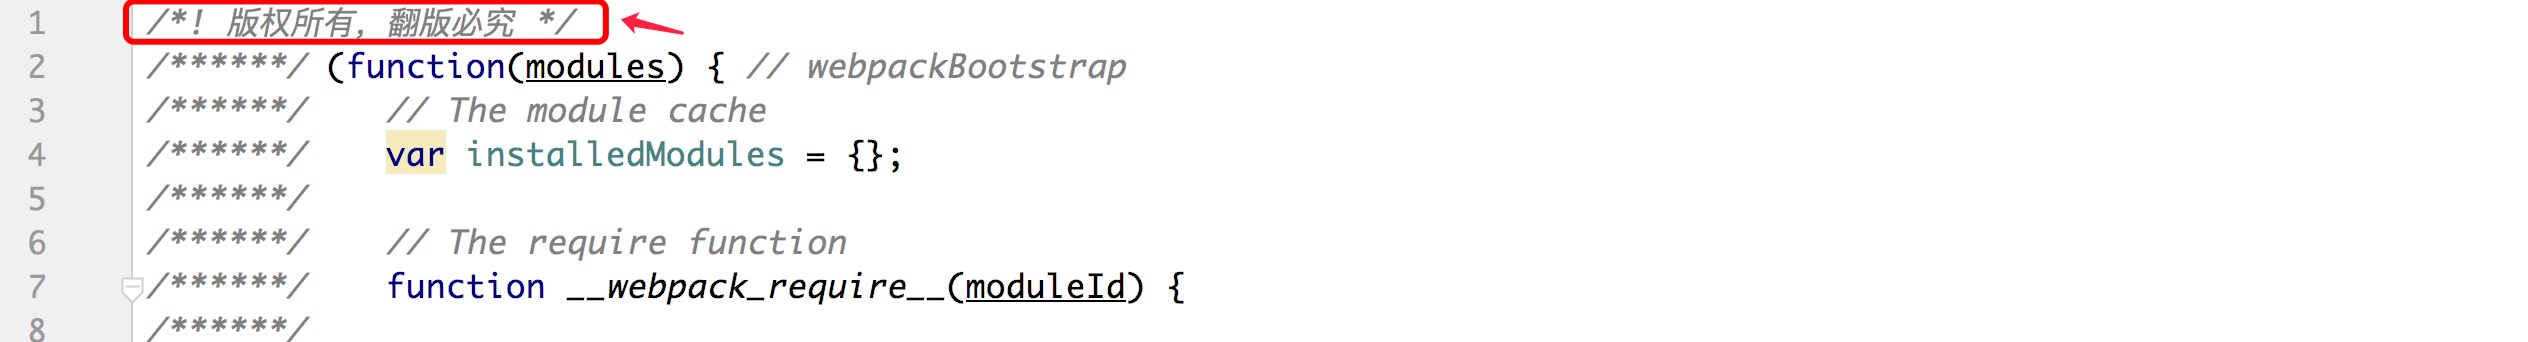 1 /*! 版权所有, 翻版必究 */
2 /******/ (function(modules) { // webpackBootstrap
3 /******/ 	// The module cache
4 /******/ 	var installedModules = {};
5 /******/
6 /******/ 	// The require function
7 /******/ 	function __webpack_require__(moduleId) {
8 /******/